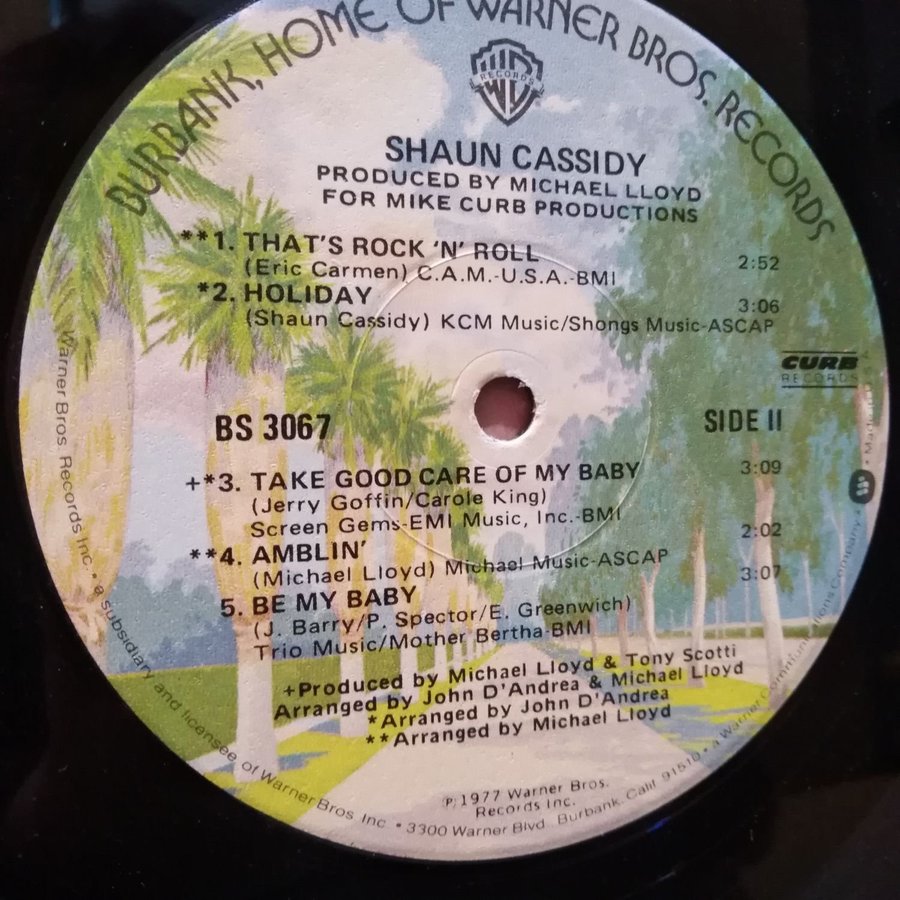 BURBANK, HOME OF WARNER BROS. RECORDS
RECORDS
SHAUN CASSIDY
PRODUCED BY MICHAEL LLOYD
FOR MIKE CURB PRODUCTIONS
**1. THAT'S ROCK 'N' ROLL 2:52
(Eric Carmen) C.A.M.-U.S.A.-BMI
*2. HOLIDAY 3:06
(Shaun Cassidy) KCM Music/Shongs Music-ASCAP
CURB
RECORDS
BS 3067 SIDE II
+*3. TAKE GOOD CARE OF MY BABY 3:09
(Jerry Goffin/Carole King)
Screen Gems-EMI Music, Inc.-BMI
**4. AMBLIN' 2:02
(Michael Lloyd) Michael Music-ASCAP
5. BE MY BABY 3:07
(J. Barry/P. Spector/E. Greenwich)
Trio Music/Mother Bertha-BMI
+Produced by Michael Lloyd & Tony Scotti
Arranged by John D'Andrea & Michael Lloyd
*Arranged by John D'Andrea
**Arranged by Michael Lloyd
℗ 1977 Warner Bros.
Records Inc.
Warner Bros. Records Inc. • a subsidiary and licensee of Warner Bros. Inc. • 3300 Warner Blvd., Burbank, Calif. 91510 • a Warner Communications Company • Made in